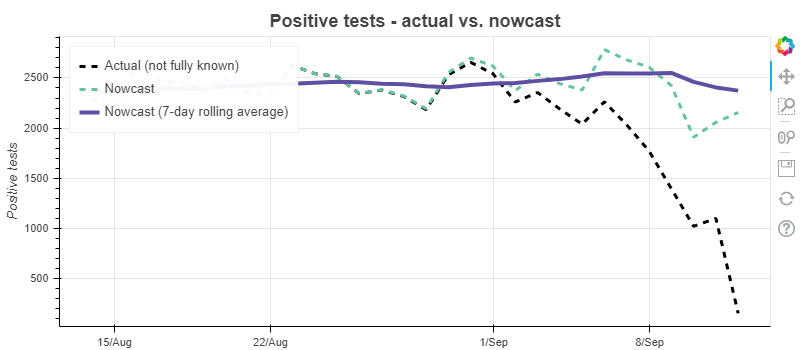 Positive tests - actual vs. nowcast
Actual (not fully known)
Nowcast
Nowcast (7-day rolling average)
Positive tests
2500
2000
1500
1000
500
15/Aug
22/Aug
1/Sep
8/Sep